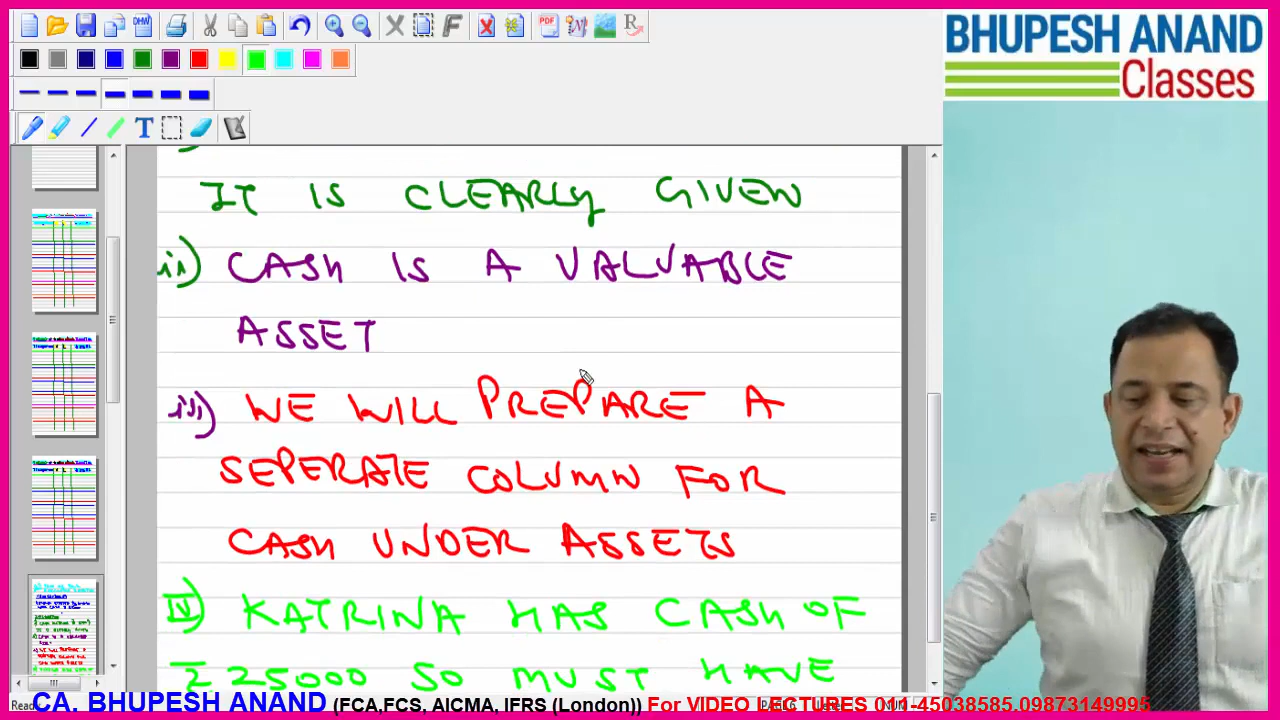 BHUPESH ANAND
Classes
IT IS CLEARLY GIVEN
ii) CASH IS A VALUABLE
ASSET
iii) WE WILL PREPARE A
SEPERATE COLUMN FOR
CASH UNDER ASSETS
IV) KATRINA HAS CASH OF
₹ 25000 SO MUST HAVE
CA. BHUPESH ANAND (FCA,FCS, AICMA, IFRS (London)) For VIDEO LECTURES 011-45038585.09873149995